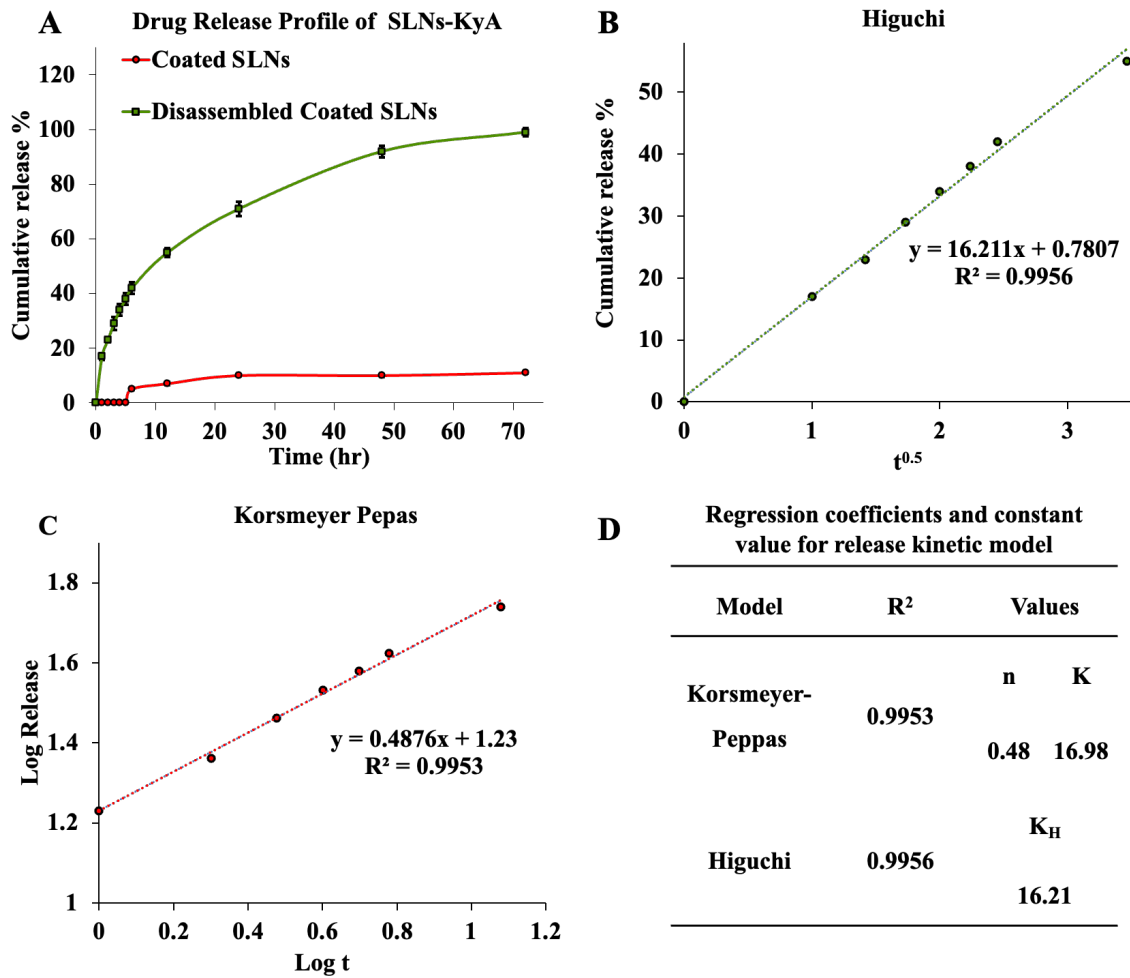 A
Drug Release Profile of SLNs-KyA
Coated SLNs
Disassembled Coated SLNs
Cumulative release %
120
100
80
60
40
20
0
0 10 20 30 40 50 60 70
Time (hr)
B
Higuchi
Cumulative release %
50
40
30
20
10
0
y = 16.211x + 0.7807
R² = 0.9956
0 1 2 3
t^0.5
C
Korsmeyer Pepas
Log Release
1.8
1.6
1.4
1.2
1
y = 0.4876x + 1.23
R² = 0.9953
0 0.2 0.4 0.6 0.8 1 1.2
Log t
D
Regression coefficients and constant
value for release kinetic model
Model R² Values
n K
Korsmeyer-
Peppas
0.9953
0.48 16.98
K_H
Higuchi 0.9956
16.21